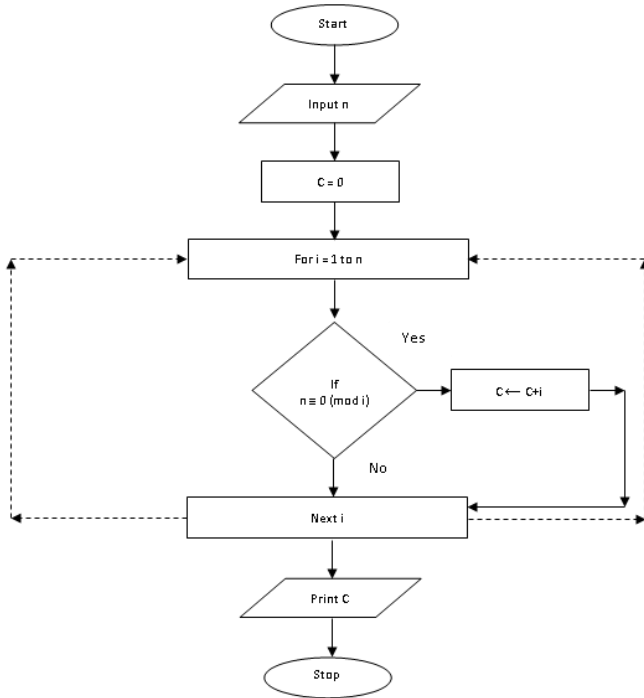 Start
Input n
C = 0
For i = 1 to n
Yes
If
n ≡ 0 (mod i)
C ← C+i
No
Next i
Print C
Stop